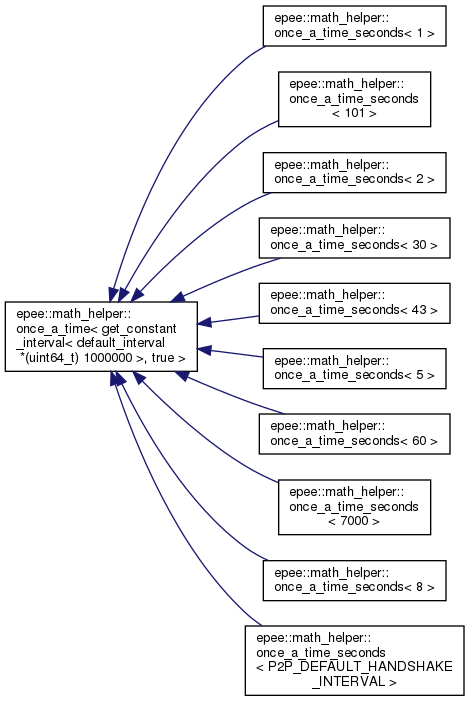 epee::math_helper::
once_a_time_seconds< 1 >
epee::math_helper::
once_a_time_seconds
< 101 >
epee::math_helper::
once_a_time_seconds< 2 >
epee::math_helper::
once_a_time_seconds< 30 >
epee::math_helper::
once_a_time< get_constant
_interval< default_interval
*(uint64_t) 1000000 >, true >
epee::math_helper::
once_a_time_seconds< 43 >
epee::math_helper::
once_a_time_seconds< 5 >
epee::math_helper::
once_a_time_seconds< 60 >
epee::math_helper::
once_a_time_seconds
< 7000 >
epee::math_helper::
once_a_time_seconds< 8 >
epee::math_helper::
once_a_time_seconds
< P2P_DEFAULT_HANDSHAKE
_INTERVAL >